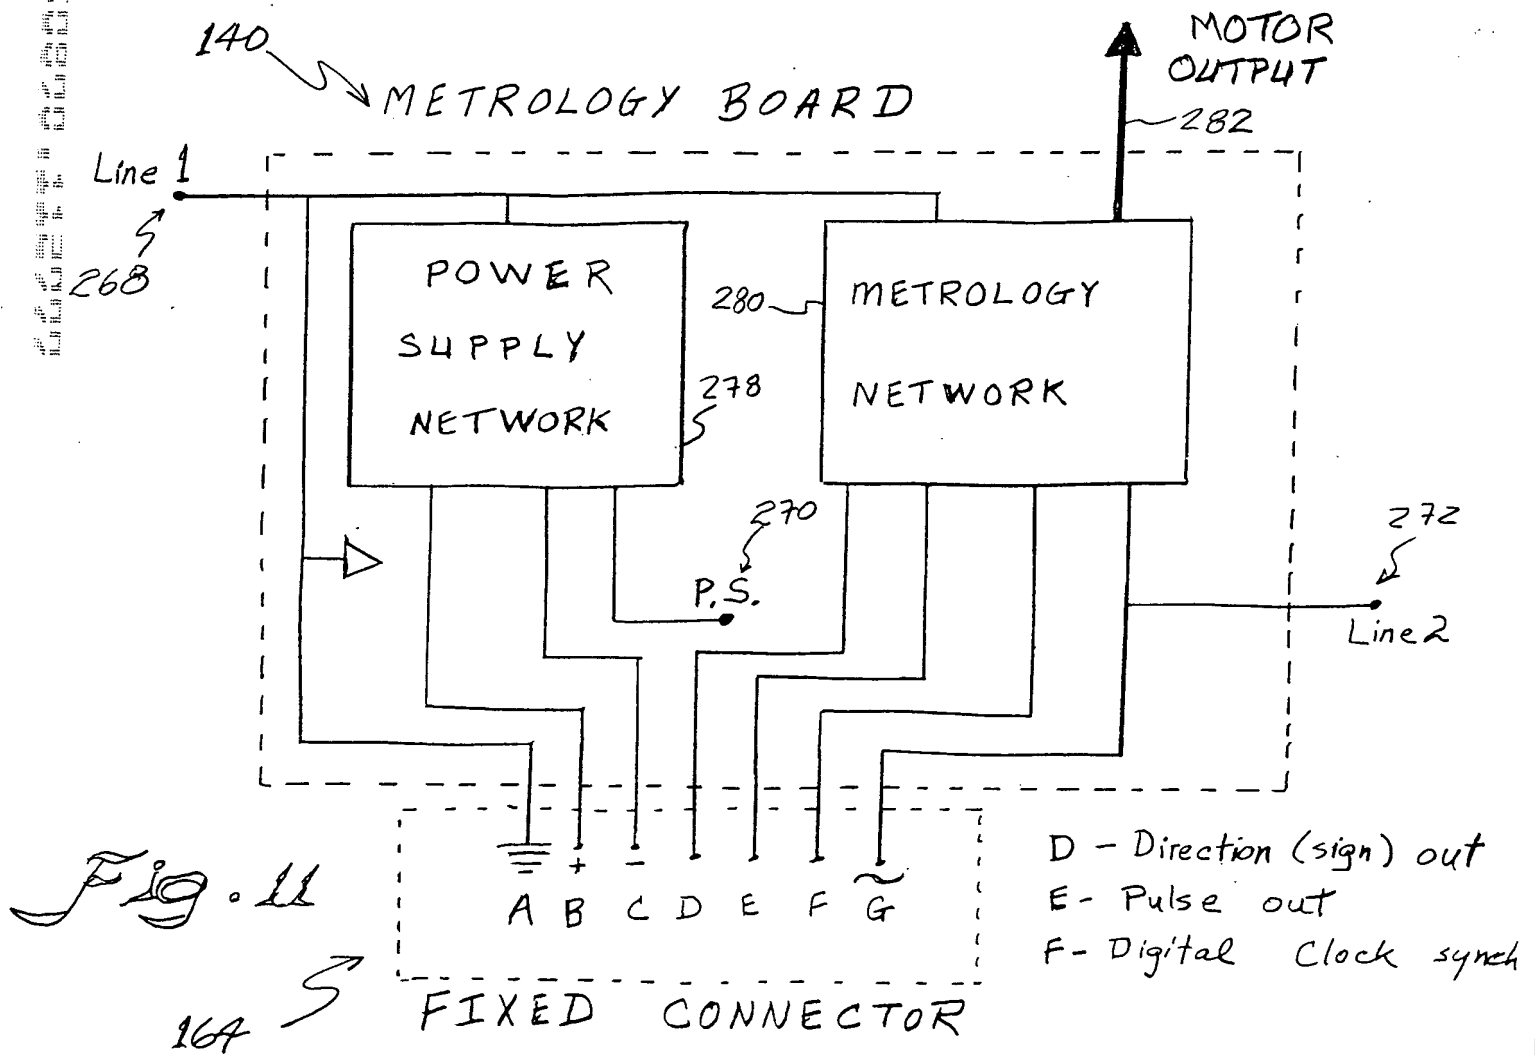 140
METROLOGY BOARD
MOTOR
OUTPUT
282
Line 1
268
POWER
SUPPLY
NETWORK
278
280
METROLOGY
NETWORK
270
P.S.
272
Line 2
+ - ~
A B C D E F G
D - Direction (sign) out
E - Pulse out
F - Digital Clock synch
Fig. 11
164
FIXED CONNECTOR